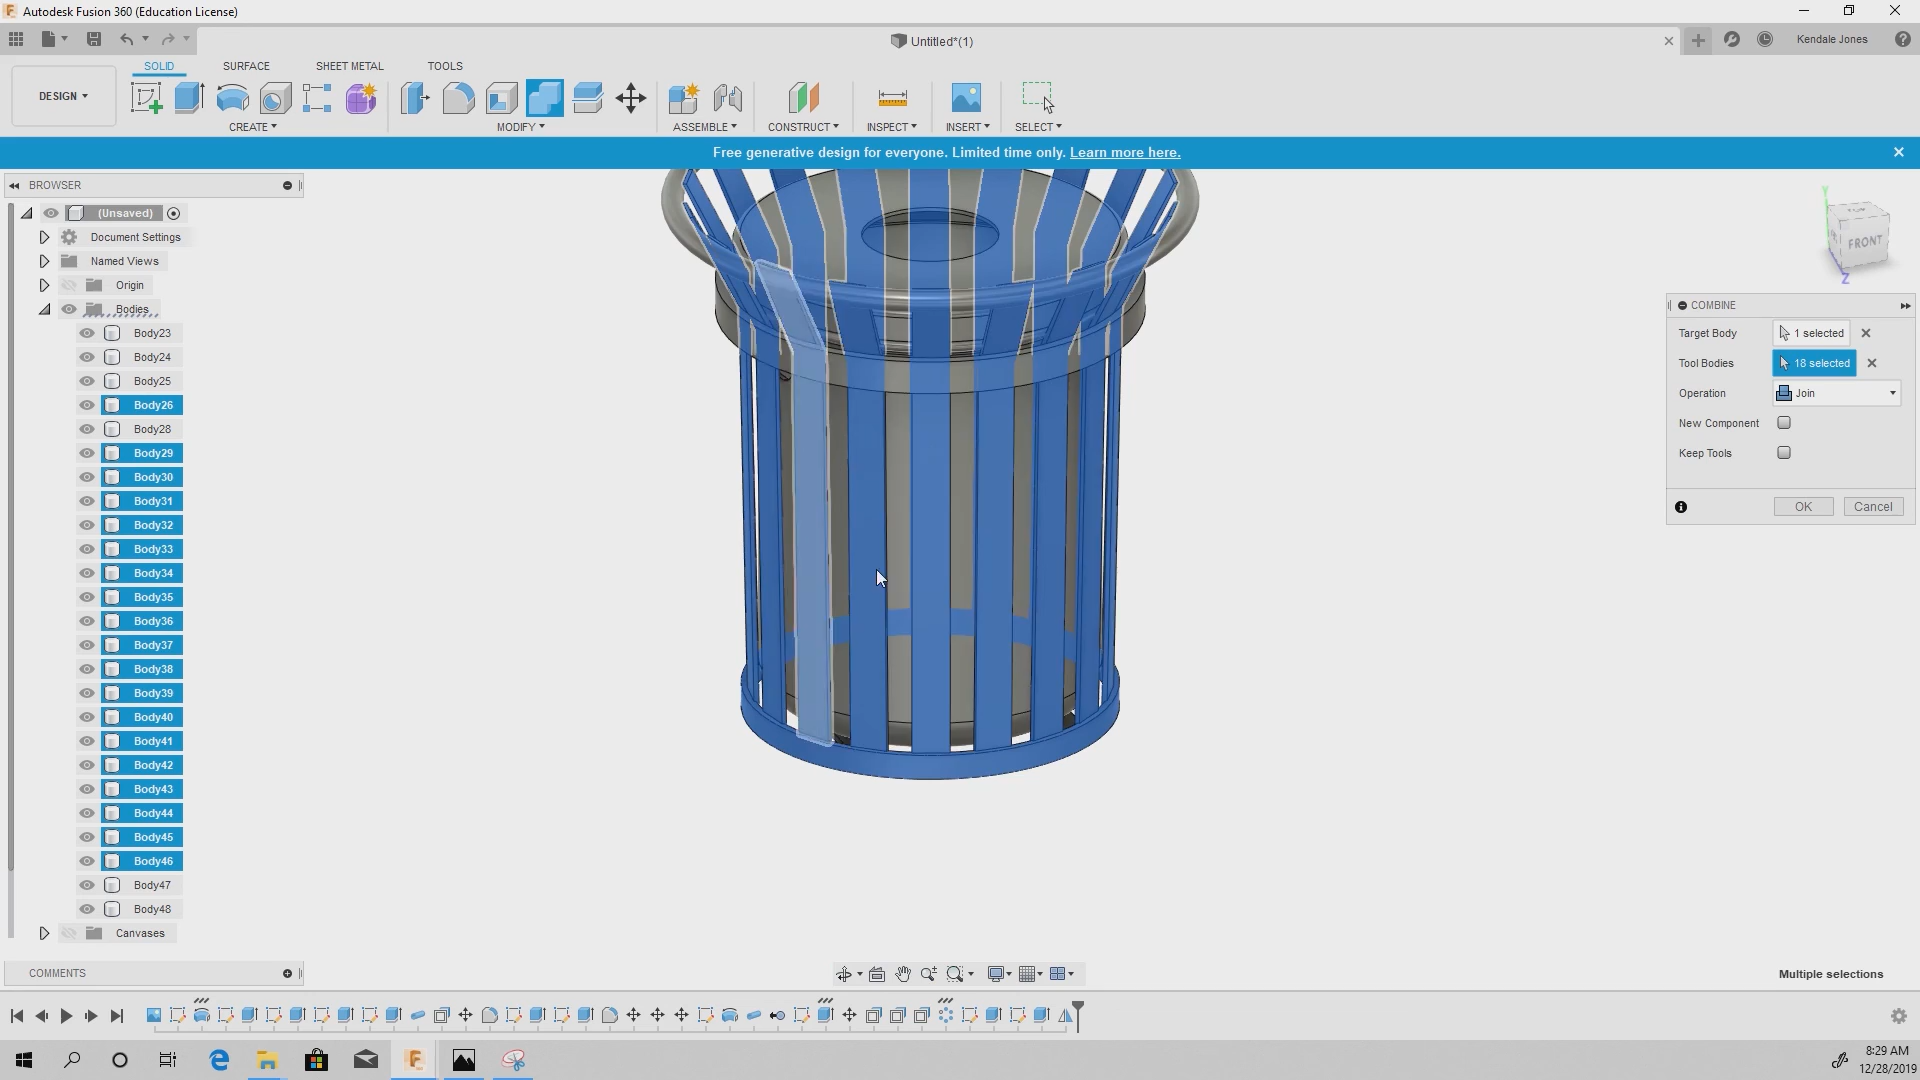 Autodesk Fusion 360 (Education License)
Untitled*(1)
Kendale Jones
DESIGN
SOLID SURFACE SHEET METAL TOOLS
CREATE MODIFY ASSEMBLE CONSTRUCT INSPECT INSERT SELECT
Free generative design for everyone. Limited time only. Learn more here.
BROWSER
(Unsaved)
Document Settings
Named Views
Origin
Bodies
Body23
Body24
Body25
Body26
Body28
Body29
Body30
Body31
Body32
Body33
Body34
Body35
Body36
Body37
Body38
Body39
Body40
Body41
Body42
Body43
Body44
Body45
Body46
Body47
Body48
Canvases
COMMENTS
Y
TOP
FRONT
Z
COMBINE
Target Body 1 selected
Tool Bodies 18 selected
Operation Join
New Component
Keep Tools
OK Cancel
Multiple selections
8:29 AM
12/28/2019